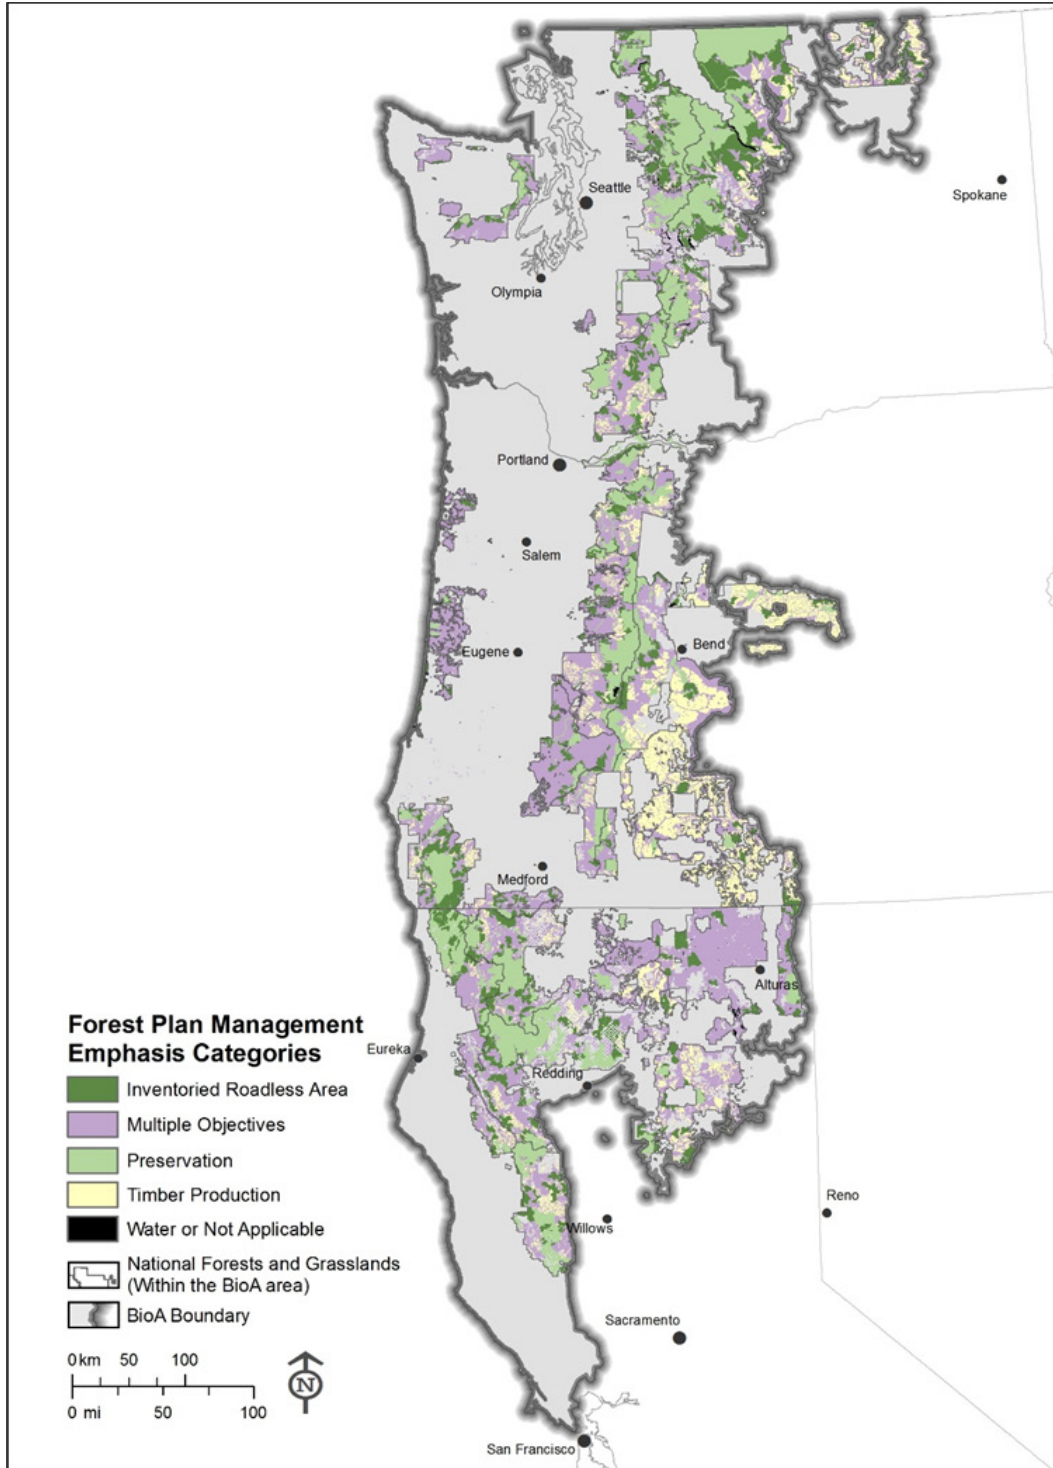 Seattle
Spokane
Olympia
Portland
Salem
Bend
Eugene
Medford
Alturas
Forest Plan Management
Emphasis Categories
Eureka
Inventoried Roadless Area
Redding
Multiple Objectives
Preservation
Timber Production
Reno
Water or Not Applicable
Willows
National Forests and Grasslands
(Within the BioA area)
BioA Boundary
Sacramento
0 km 50 100
N
0 mi 50 100
San Francisco